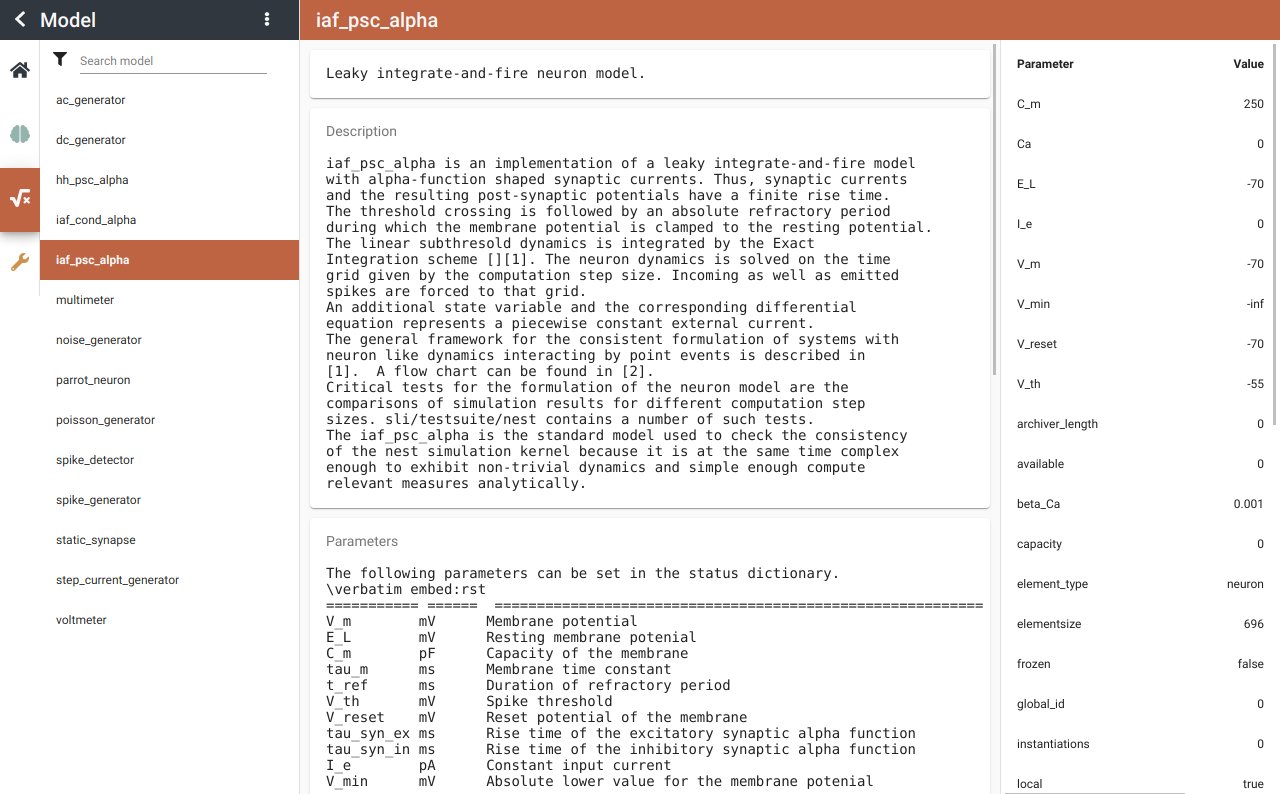 Model
iaf_psc_alpha
Search model
ac_generator
dc_generator
hh_psc_alpha
iaf_cond_alpha
iaf_psc_alpha
multimeter
noise_generator
parrot_neuron
poisson_generator
spike_detector
spike_generator
static_synapse
step_current_generator
voltmeter
Leaky integrate-and-fire neuron model.
Description
iaf_psc_alpha is an implementation of a leaky integrate-and-fire model
with alpha-function shaped synaptic currents. Thus, synaptic currents
and the resulting post-synaptic potentials have a finite rise time.
The threshold crossing is followed by an absolute refractory period
during which the membrane potential is clamped to the resting potential.
The linear subthresold dynamics is integrated by the Exact
Integration scheme [][1]. The neuron dynamics is solved on the time
grid given by the computation step size. Incoming as well as emitted
spikes are forced to that grid.
An additional state variable and the corresponding differential
equation represents a piecewise constant external current.
The general framework for the consistent formulation of systems with
neuron like dynamics interacting by point events is described in
[1].  A flow chart can be found in [2].
Critical tests for the formulation of the neuron model are the
comparisons of simulation results for different computation step
sizes. sli/testsuite/nest contains a number of such tests.
The iaf_psc_alpha is the standard model used to check the consistency
of the nest simulation kernel because it is at the same time complex
enough to exhibit non-trivial dynamics and simple enough compute
relevant measures analytically.
Parameters
The following parameters can be set in the status dictionary.
\verbatim embed:rst
=========== ======  ==========================================================
V_m        mV      Membrane potential
E_L        mV      Resting membrane potenial
C_m        pF      Capacity of the membrane
tau_m      ms      Membrane time constant
t_ref      ms      Duration of refractory period
V_th       mV      Spike threshold
V_reset    mV      Reset potential of the membrane
tau_syn_ex ms      Rise time of the excitatory synaptic alpha function
tau_syn_in ms      Rise time of the inhibitory synaptic alpha function
I_e        pA      Constant input current
V_min      mV      Absolute lower value for the membrane potenial
Parameter Value
C_m 250
Ca 0
E_L -70
I_e 0
V_m -70
V_min -inf
V_reset -70
V_th -55
archiver_length 0
available 0
beta_Ca 0.001
capacity 0
element_type neuron
elementsize 696
frozen false
global_id 0
instantiations 0
local true